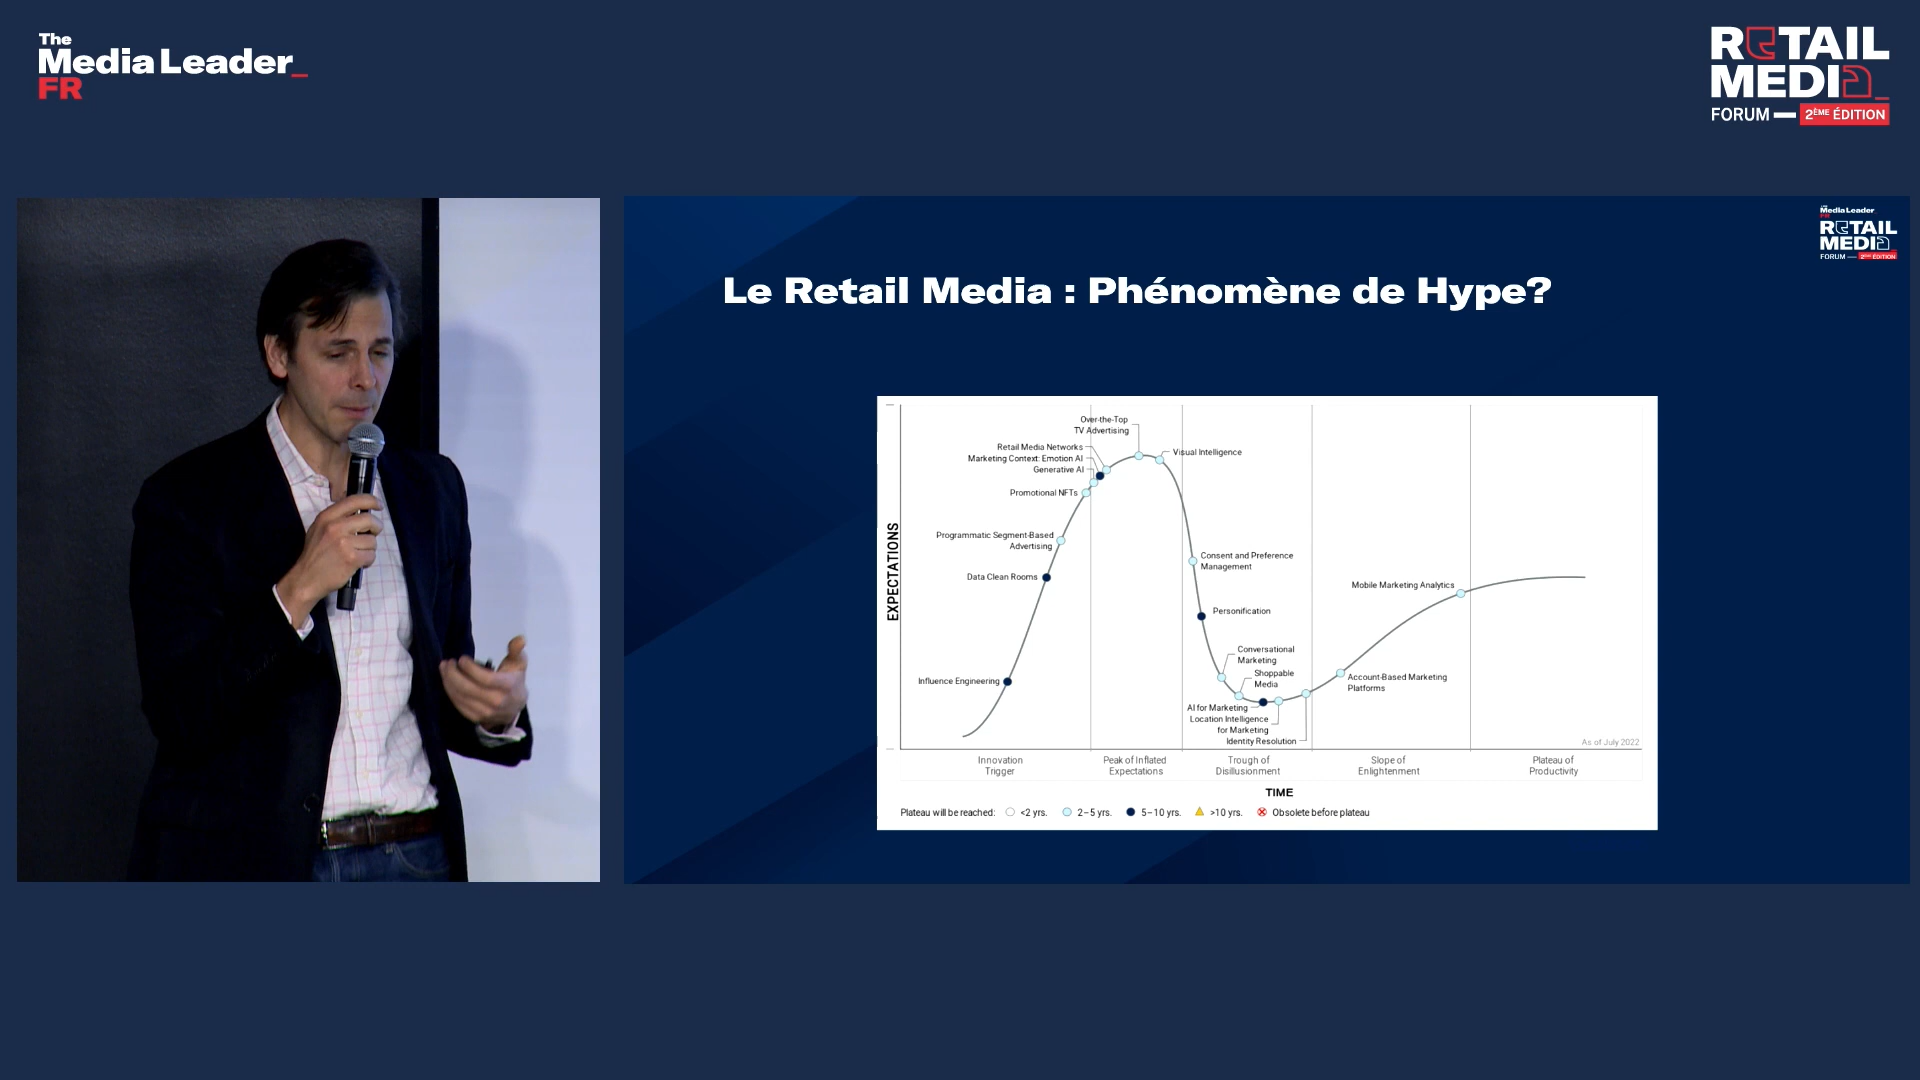 The
Media Leader_
FR
RETAIL
MEDIA_
FORUM — 2ÈME ÉDITION
The
Media Leader_
FR
RETAIL
MEDIA_
FORUM — 2ÈME ÉDITION
Le Retail Media : Phénomène de Hype?
Over-the-Top
TV Advertising
Retail Media Networks
Marketing Context: Emotion AI
Generative AI
Visual Intelligence
Promotional NFTs
Programmatic Segment-Based
Advertising
Data Clean Rooms
Influence Engineering
Consent and Preference
Management
Personification
Conversational
Marketing
Shoppable
Media
AI for Marketing
Location Intelligence
for Marketing
Identity Resolution
Mobile Marketing Analytics
Account-Based Marketing
Platforms
EXPECTATIONS
As of July 2022
Innovation
Trigger
Peak of Inflated
Expectations
Trough of
Disillusionment
Slope of
Enlightenment
Plateau of
Productivity
TIME
Plateau will be reached: <2 yrs. 2–5 yrs. 5–10 yrs. >10 yrs. Obsolete before plateau